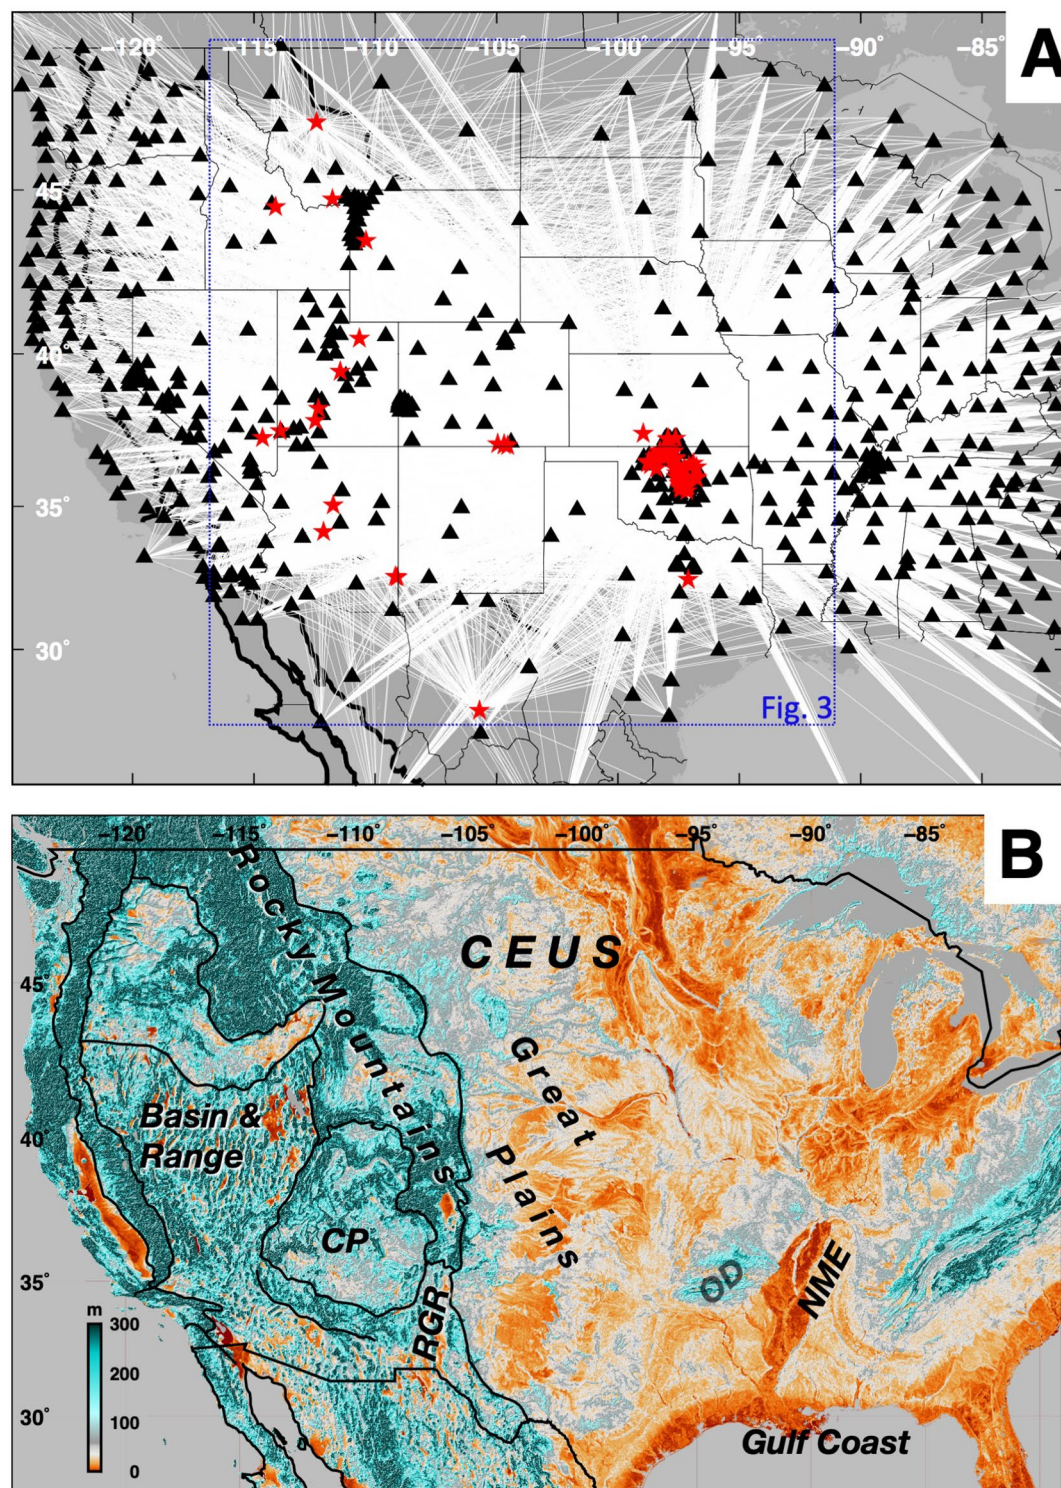 A
−120° −115° −110° −105° −100° −95° −90° −85°
45°
40°
35°
30°
Fig. 3
B
−120° −115° −110° −105° −100° −95° −90° −85°
Rocky Mountains
CEUS
45°
Great Plains
Basin &
Range
40°
CP
OD
NME
35°
RGR
m
300
200
100
0
30°
Gulf Coast